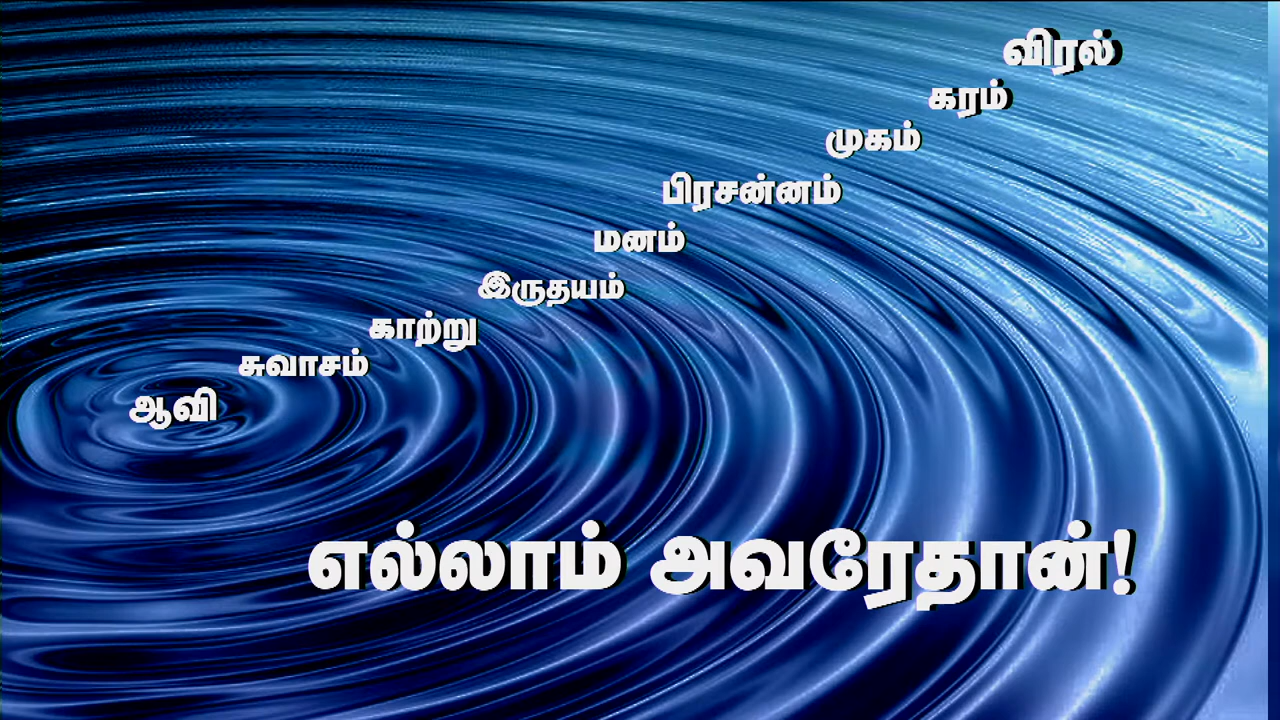 விரல்
கரம்
முகம்
பிரசன்னம்
மனம்
இருதயம்
காற்று
சுவாசம்
ஆவி
எல்லாம் அவரேதான்!